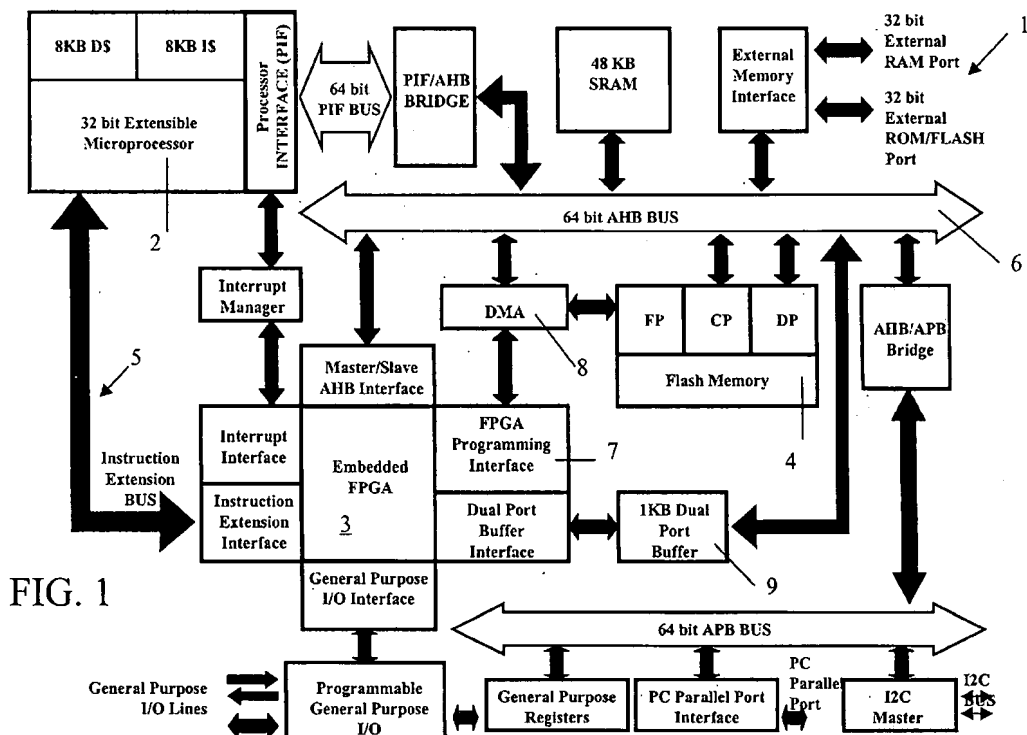 8KB D$
8KB I$
Processor
INTERFACE (PIF)
32 bit Extensible
Microprocessor
2
64 bit
PIF BUS
PIF/AHB
BRIDGE
48 KB
SRAM
External
Memory
Interface
32 bit
External
RAM Port
32 bit
External
ROM/FLASH
Port
1
64 bit AHB BUS
6
Interrupt
Manager
DMA
8
FP
CP
DP
Flash Memory
4
AHB/APB
Bridge
5
Instruction
Extension
BUS
Master/Slave
AHB Interface
Interrupt
Interface
Instruction
Extension
Interface
Embedded
FPGA
3
FPGA
Programming
Interface
7
Dual Port
Buffer
Interface
1KB Dual
Port
Buffer
9
General Purpose
I/O Interface
FIG. 1
64 bit APB BUS
General Purpose
I/O Lines
Programmable
General Purpose
I/O
General Purpose
Registers
PC Parallel Port
Interface
PC
Parallel
Port
I2C
Master
I2C
BUS